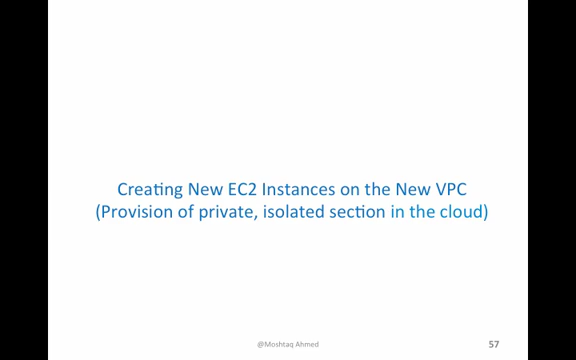 Creating New EC2 Instances on the New VPC
(Provision of private, isolated section in the cloud)
@Moshtaq Ahmed
57